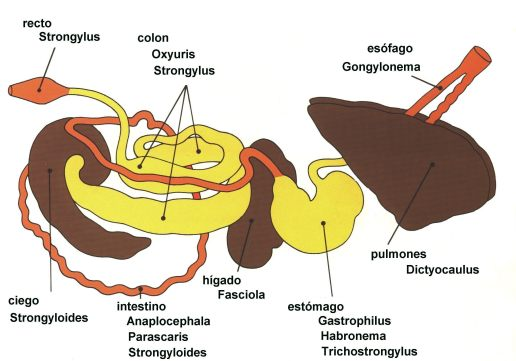 recto
Strongylus
colon
Oxyuris
Strongylus
esófago
Gongylonema
ciego
Strongyloides
intestino
Anaplocephala
Parascaris
Strongyloides
hígado
Fasciola
estómago
Gastrophilus
Habronema
Trichostrongylus
pulmones
Dictyocaulus